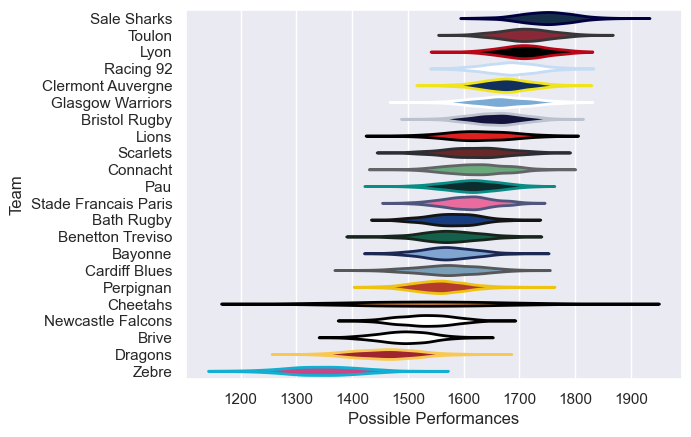 Sale Sharks
Toulon
Lyon
Racing 92
Clermont Auvergne
Glasgow Warriors
Bristol Rugby
Lions
Scarlets
Connacht
Pau
Stade Francais Paris
Bath Rugby
Benetton Treviso
Bayonne
Cardiff Blues
Perpignan
Cheetahs
Newcastle Falcons
Brive
Dragons
Zebre
Team
1200 1300 1400 1500 1600 1700 1800 1900
Possible Performances